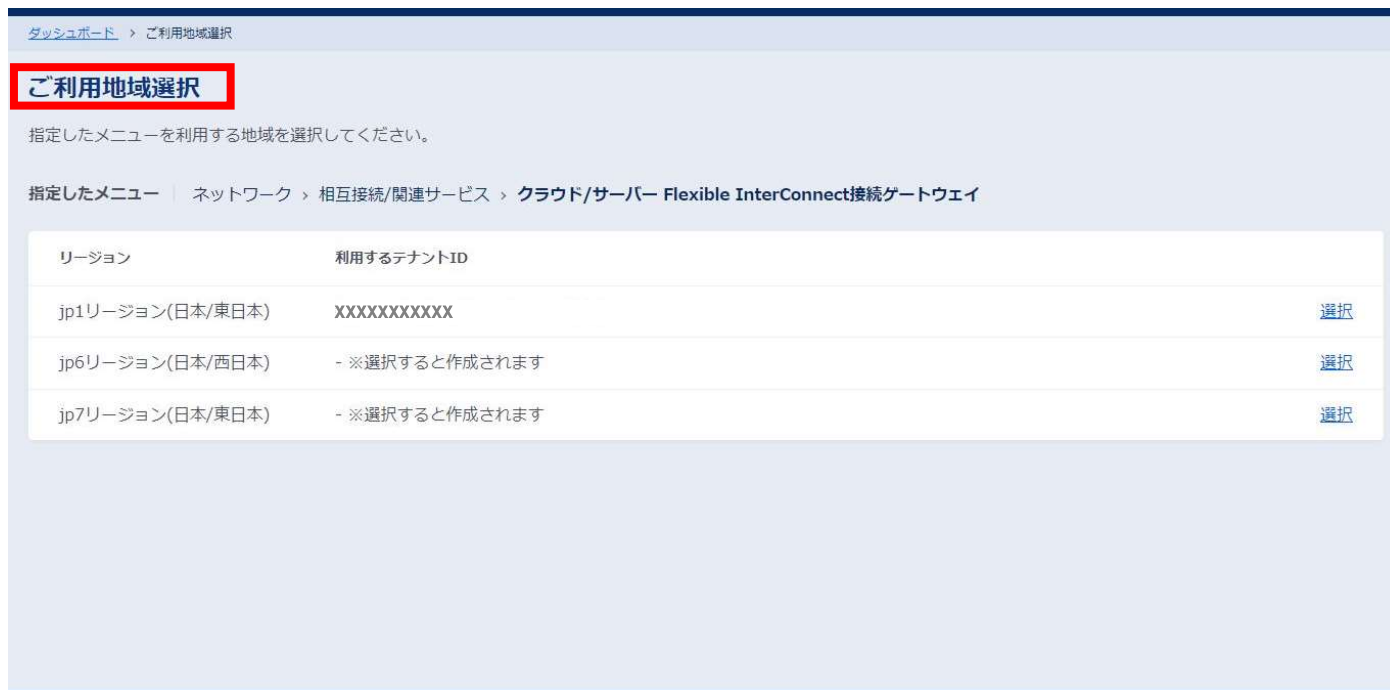 ダッシュボード > ご利用地域選択
ご利用地域選択
指定したメニューを利用する地域を選択してください。
指定したメニュー | ネットワーク > 相互接続/関連サービス > クラウド/サーバー Flexible InterConnect接続ゲートウェイ
リージョン 利用するテナントID
jp1リージョン(日本/東日本) XXXXXXXXXXX 選択
jp6リージョン(日本/西日本) - ※選択すると作成されます 選択
jp7リージョン(日本/東日本) - ※選択すると作成されます 選択